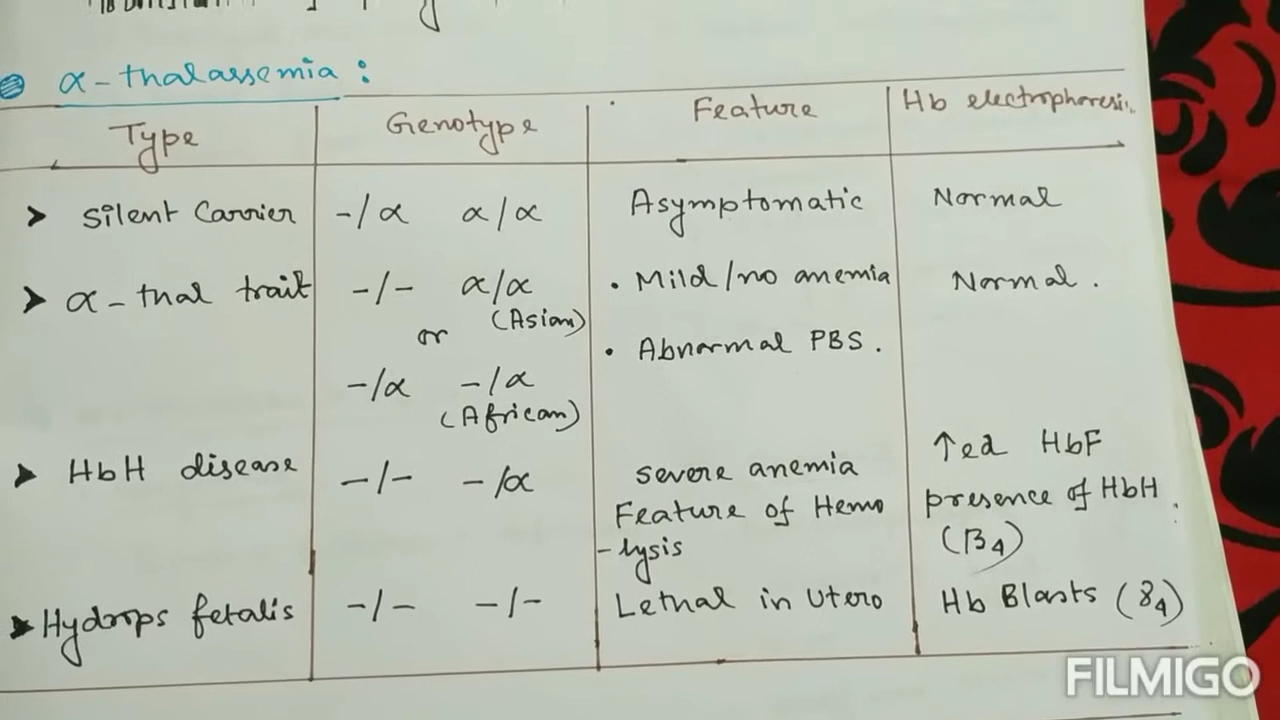 α-thalassemia :
Type Genotype Feature Hb electrophoresi..
➤ Silent Carrier -/α α/α Asymptomatic Normal
➤ α-thal trait -/- α/α (Asian) • Mild/no anemia Normal .
or • Abnormal PBS .
-/α -/α (African)
➤ HbH disease -/- -/α severe anemia ↑ed HbF
Feature of Hemo presence of HbH
-lysis (β4)
➤ Hydrops fetalis -/- -/- Lethal in Utero Hb Blasts (γ4)
FILMIGO